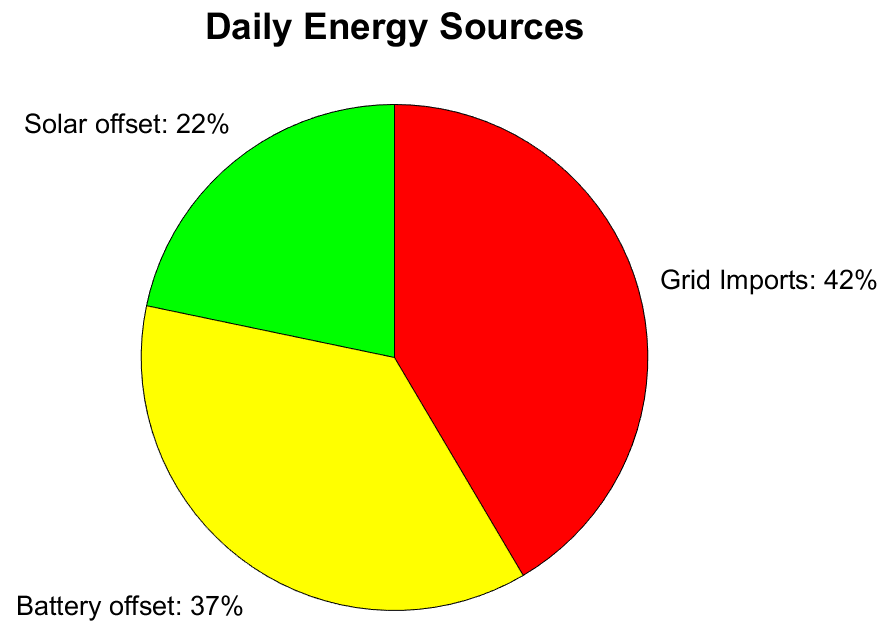 Daily Energy Sources
Solar offset: 22%
Grid Imports: 42%
Battery offset: 37%